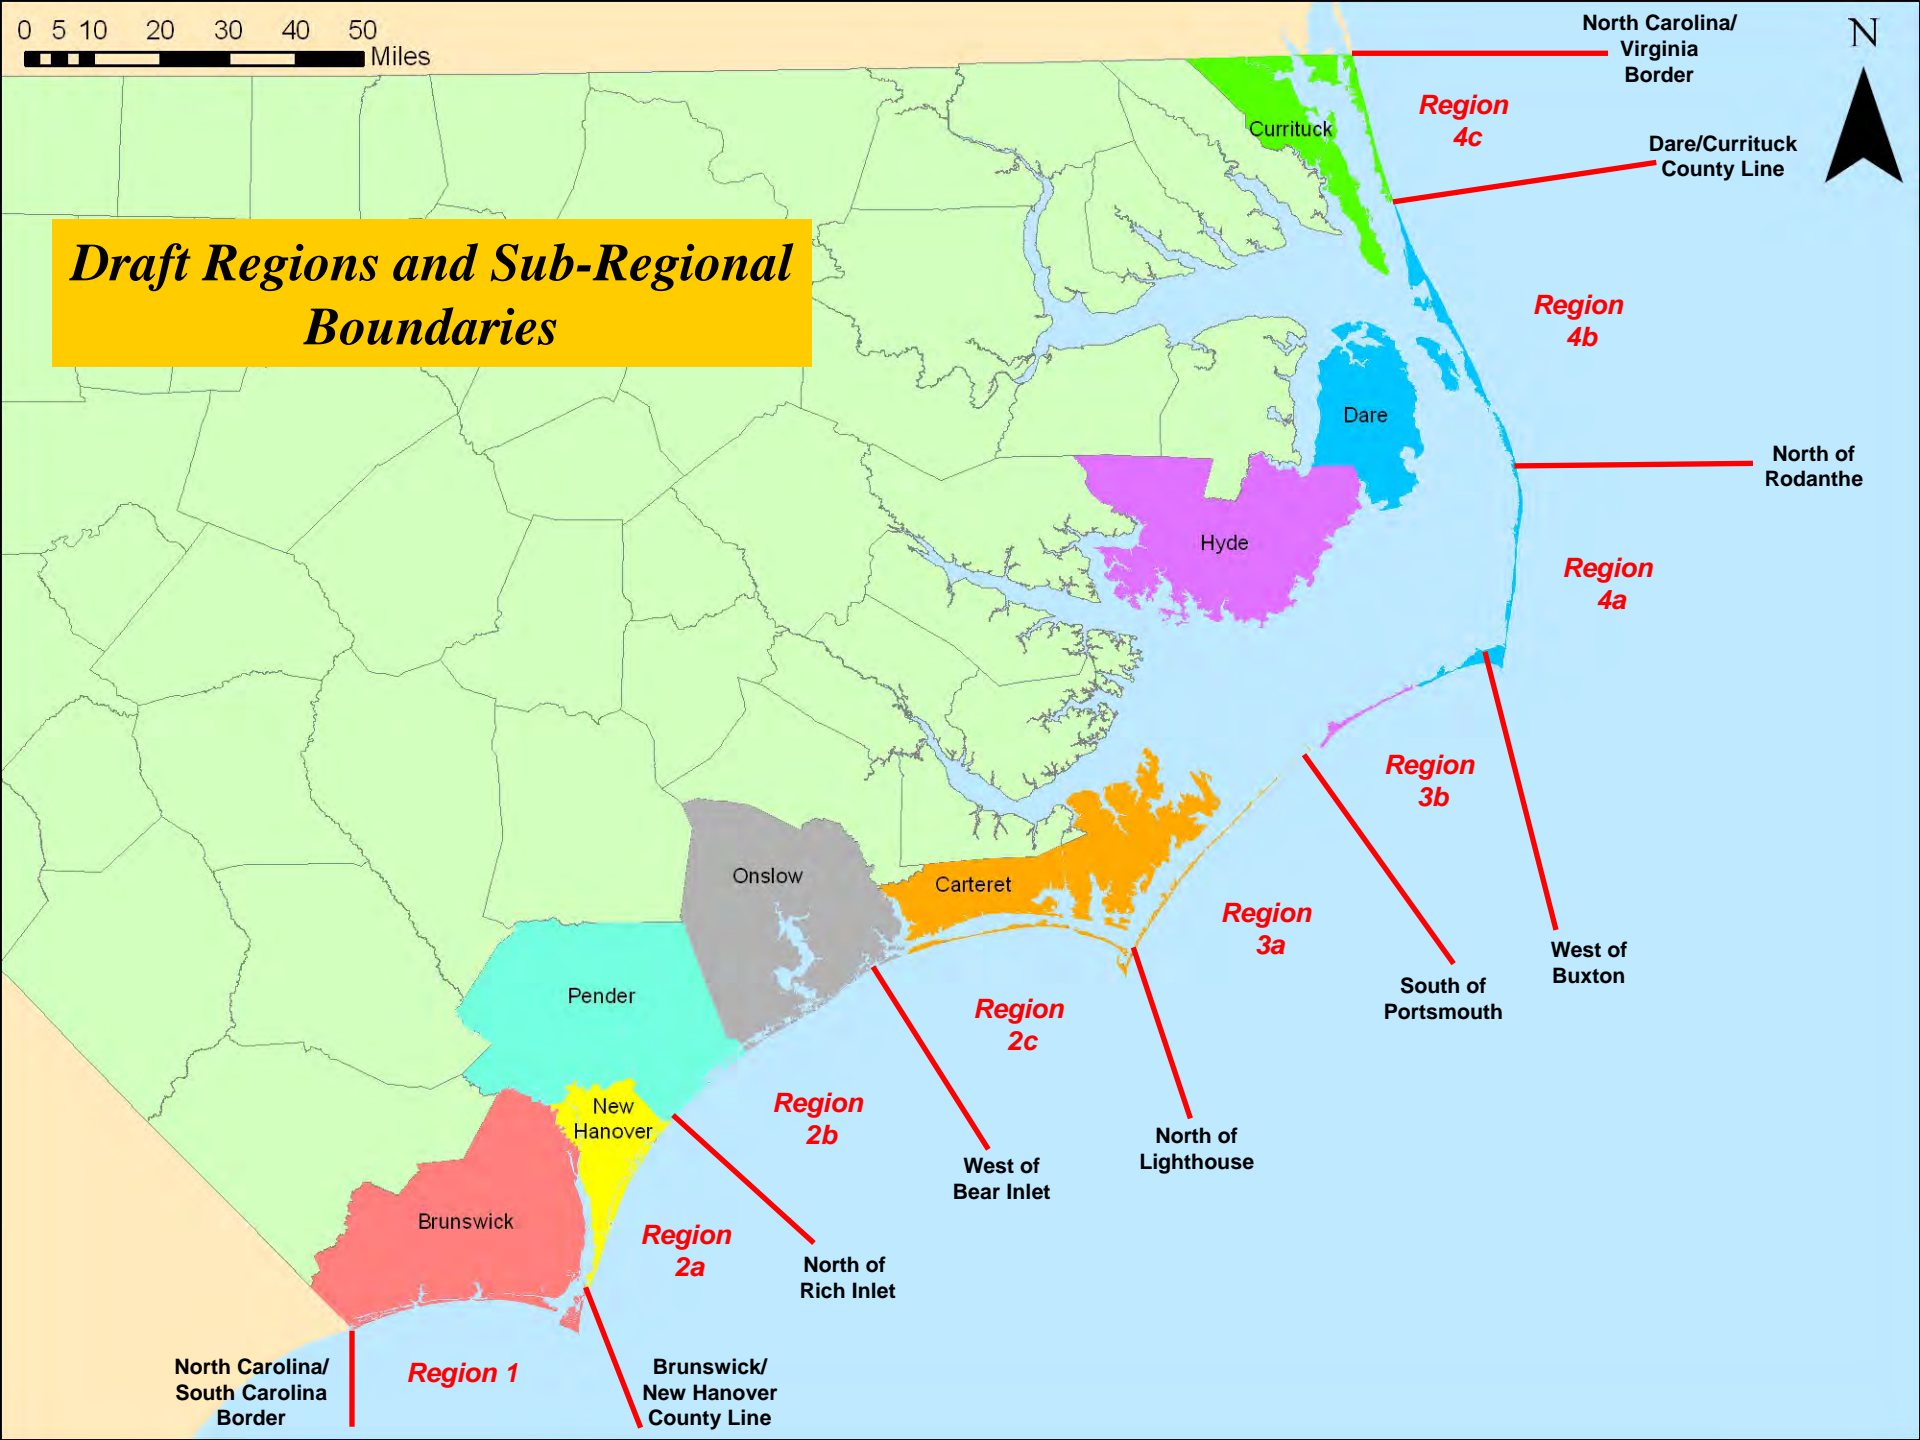 0 5 10 20 30 40 50
Miles
N
North Carolina/
Virginia
Border
Region
4c
Currituck
Dare/Currituck
County Line
Draft Regions and Sub-Regional
Boundaries
Region
4b
Dare
North of
Rodanthe
Hyde
Region
4a
Region
3b
Onslow
Carteret
Region
3a
West of
Buxton
South of
Portsmouth
Pender
Region
2c
New
Hanover
Region
2b
North of
Lighthouse
West of
Bear Inlet
Brunswick
Region
2a
North of
Rich Inlet
North Carolina/
South Carolina
Border
Region 1
Brunswick/
New Hanover
County Line